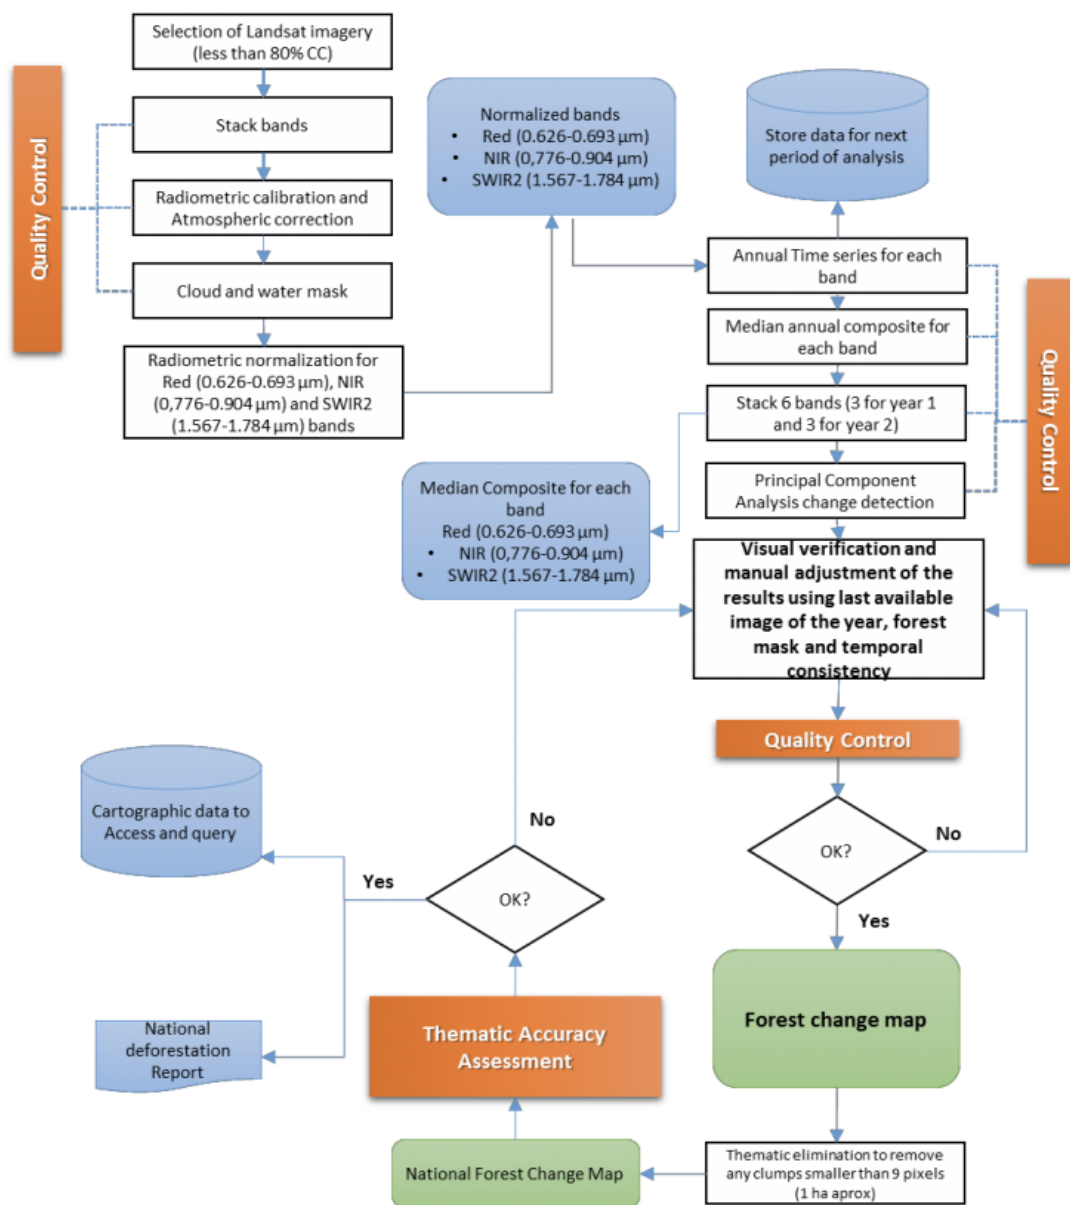 Selection of Landsat imagery
(less than 80% CC)
Quality Control
Stack bands
Radiometric calibration and
Atmospheric correction
Cloud and water mask
Radiometric normalization for
Red (0.626-0.693 µm), NIR
(0,776-0.904 µm) and SWIR2
(1.567-1.784 µm) bands
Normalized bands
• Red (0.626-0.693 µm)
• NIR (0,776-0.904 µm)
• SWIR2 (1.567-1.784 µm)
Store data for next
period of analysis
Annual Time series for each
band
Median annual composite for
each band
Stack 6 bands (3 for year 1
and 3 for year 2)
Principal Component
Analysis change detection
Quality Control
Median Composite for each
band
Red (0.626-0.693 µm)
• NIR (0,776-0.904 µm)
• SWIR2 (1.567-1.784 µm)
Visual verification and
manual adjustment of the
results using last available
image of the year, forest
mask and temporal
consistency
Quality Control
OK?
No
Yes
Forest change map
Thematic elimination to remove
any clumps smaller than 9 pixels
(1 ha aprox)
National Forest Change Map
Thematic Accuracy
Assessment
OK?
No
Yes
Cartographic data to
Access and query
National
deforestation
Report